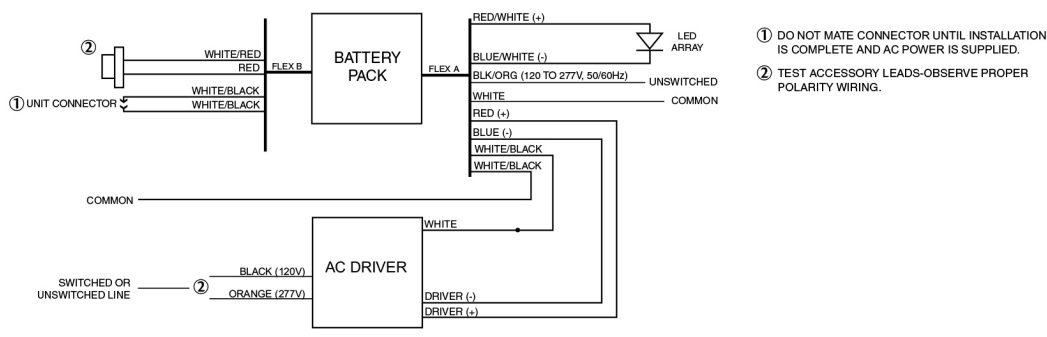 ②
WHITE/RED
RED
WHITE/BLACK
① UNIT CONNECTOR
WHITE/BLACK
FLEX B
BATTERY
PACK
FLEX A
RED/WHITE (+)
LED
ARRAY
BLUE/WHITE (-)
BLK/ORG (120 TO 277V, 50/60Hz)
UNSWITCHED
WHITE
COMMON
RED (+)
BLUE (-)
WHITE/BLACK
WHITE/BLACK
COMMON
WHITE
AC DRIVER
BLACK (120V)
SWITCHED OR
UNSWITCHED LINE
②
ORANGE (277V)
DRIVER (-)
DRIVER (+)
① DO NOT MATE CONNECTOR UNTIL INSTALLATION
IS COMPLETE AND AC POWER IS SUPPLIED.
② TEST ACCESSORY LEADS-OBSERVE PROPER
POLARITY WIRING.